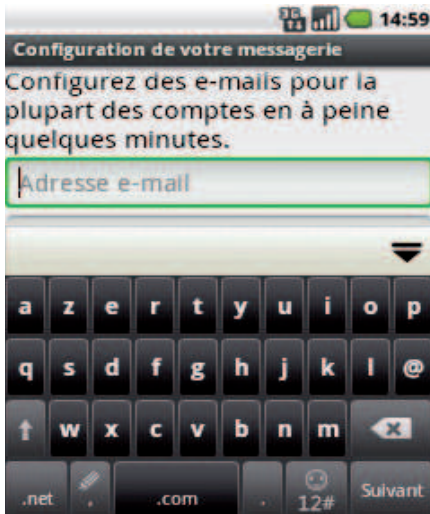 14:59
Configuration de votre messagerie
Configurez des e-mails pour la
plupart des comptes en à peine
quelques minutes.
Adresse e-mail
a z e r t y u i o p
q s d f g h j k l @
w x c v b n m
.net , .com . 12# Suivant